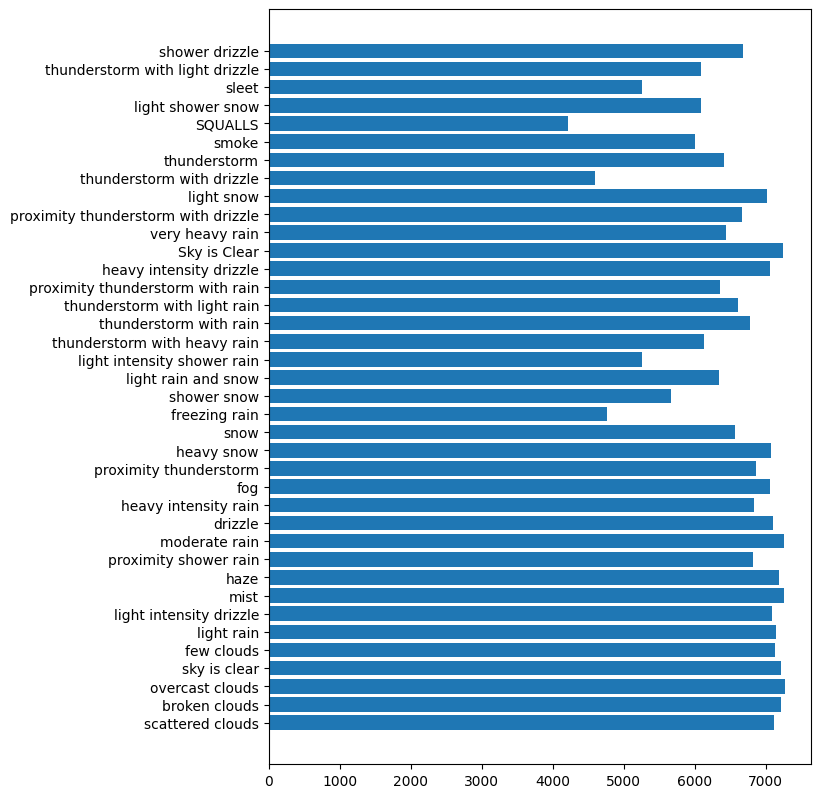 shower drizzle
thunderstorm with light drizzle
sleet
light shower snow
SQUALLS
smoke
thunderstorm
thunderstorm with drizzle
light snow
proximity thunderstorm with drizzle
very heavy rain
Sky is Clear
heavy intensity drizzle
proximity thunderstorm with rain
thunderstorm with light rain
thunderstorm with rain
thunderstorm with heavy rain
light intensity shower rain
light rain and snow
shower snow
freezing rain
snow
heavy snow
proximity thunderstorm
fog
heavy intensity rain
drizzle
moderate rain
proximity shower rain
haze
mist
light intensity drizzle
light rain
few clouds
sky is clear
overcast clouds
broken clouds
scattered clouds
0 1000 2000 3000 4000 5000 6000 7000